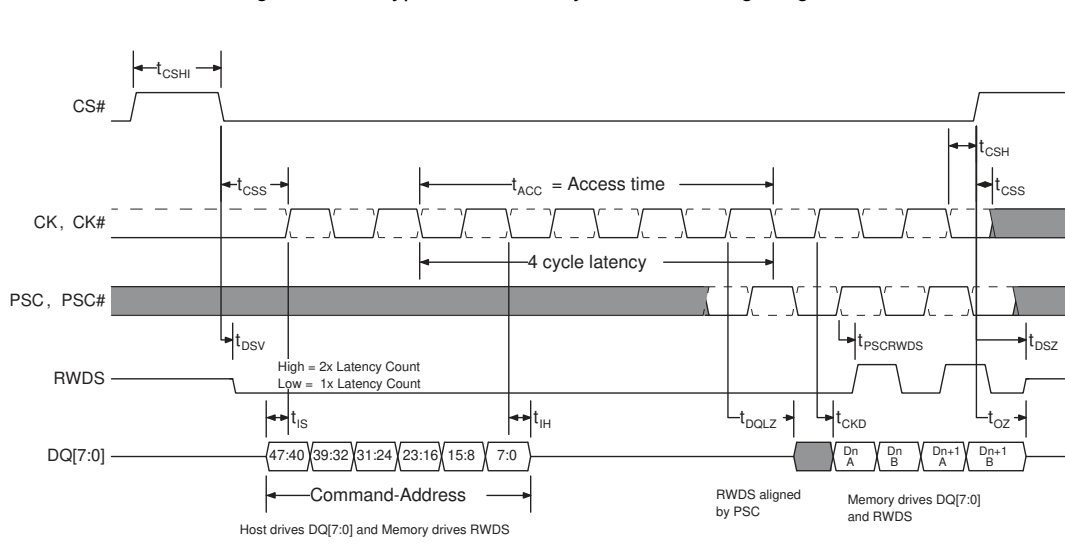 tCSHI
CS#
tCSH
tCSS
tACC = Access time
tCSS
CK, CK#
4 cycle latency
PSC, PSC#
tDSV
tPSCRWDS
tDSZ
High = 2x Latency Count
RWDS
Low = 1x Latency Count
tIS
tIH
tDQLZ
tCKD
tOZ
DQ[7:0]
47:40 39:32 31:24 23:16 15:8 7:0
Dn A
Dn B
Dn+1 A
Dn+1 B
Command-Address
RWDS aligned
by PSC
Memory drives DQ[7:0]
and RWDS
Host drives DQ[7:0] and Memory drives RWDS